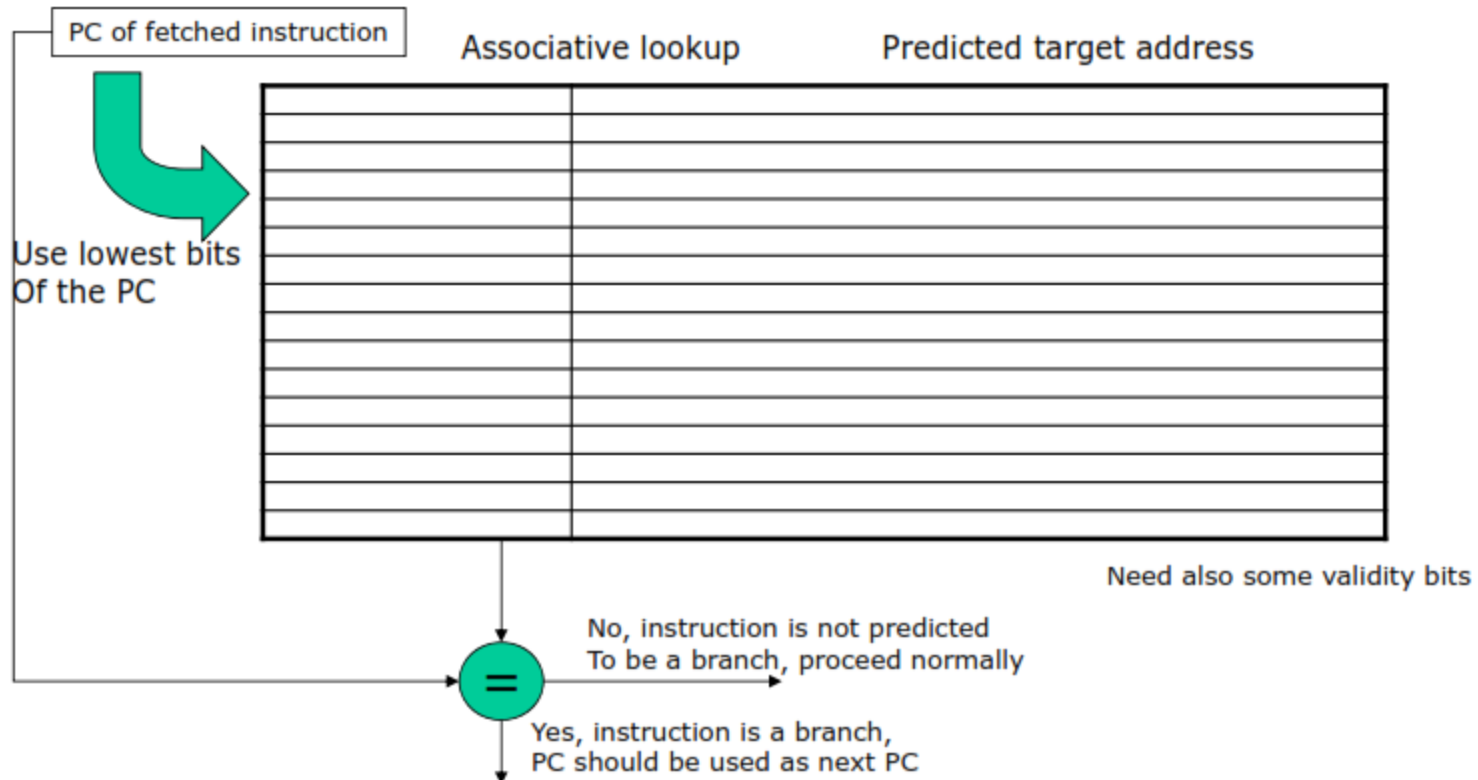 PC of fetched instruction
Associative lookup
Predicted target address
Use lowest bits
Of the PC
Need also some validity bits
No, instruction is not predicted
To be a branch, proceed normally
=
Yes, instruction is a branch,
PC should be used as next PC